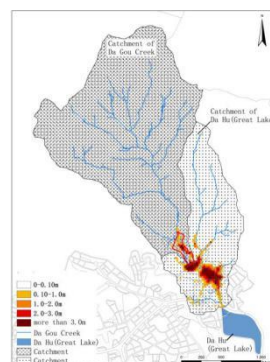 Catchment of
Da Gou Creek
N
Catchment of
Da Hu(Great Lake)
0-0.10m
0.10-1.0m
1.0-2.0m
2.0-3.0m
more than 3.0m
Da Gou Creek
Da Hu(Great Lake)
Catchment
Catchment
Da Hu
(Great Lake)